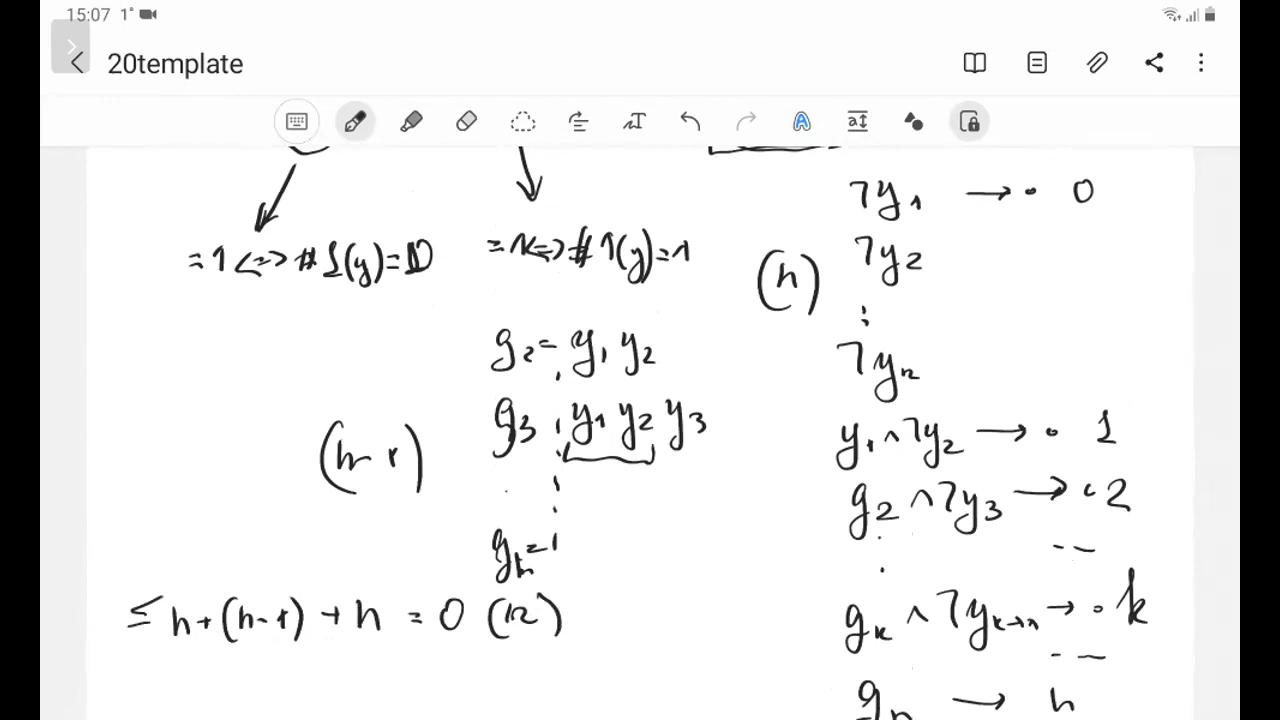 15:07 1°
20template
¬y₁ → • 0
= 1 <=> # 1(y) = 0
= 1 <=> # 1(y) = 1
(n)
¬y₂
⋮
g₂ = y₁ y₂
¬yₙ
g₃ : y₁ y₂ y₃
(n-1)
y₁ ∧ ¬y₂ → • 1
g₂ ∧ ¬y₃ → • 2
gₙ =
≤ n + (n-1) + n = O(n)
gₖ ∧ ¬yₖ₊₁ → • k
gₙ → n